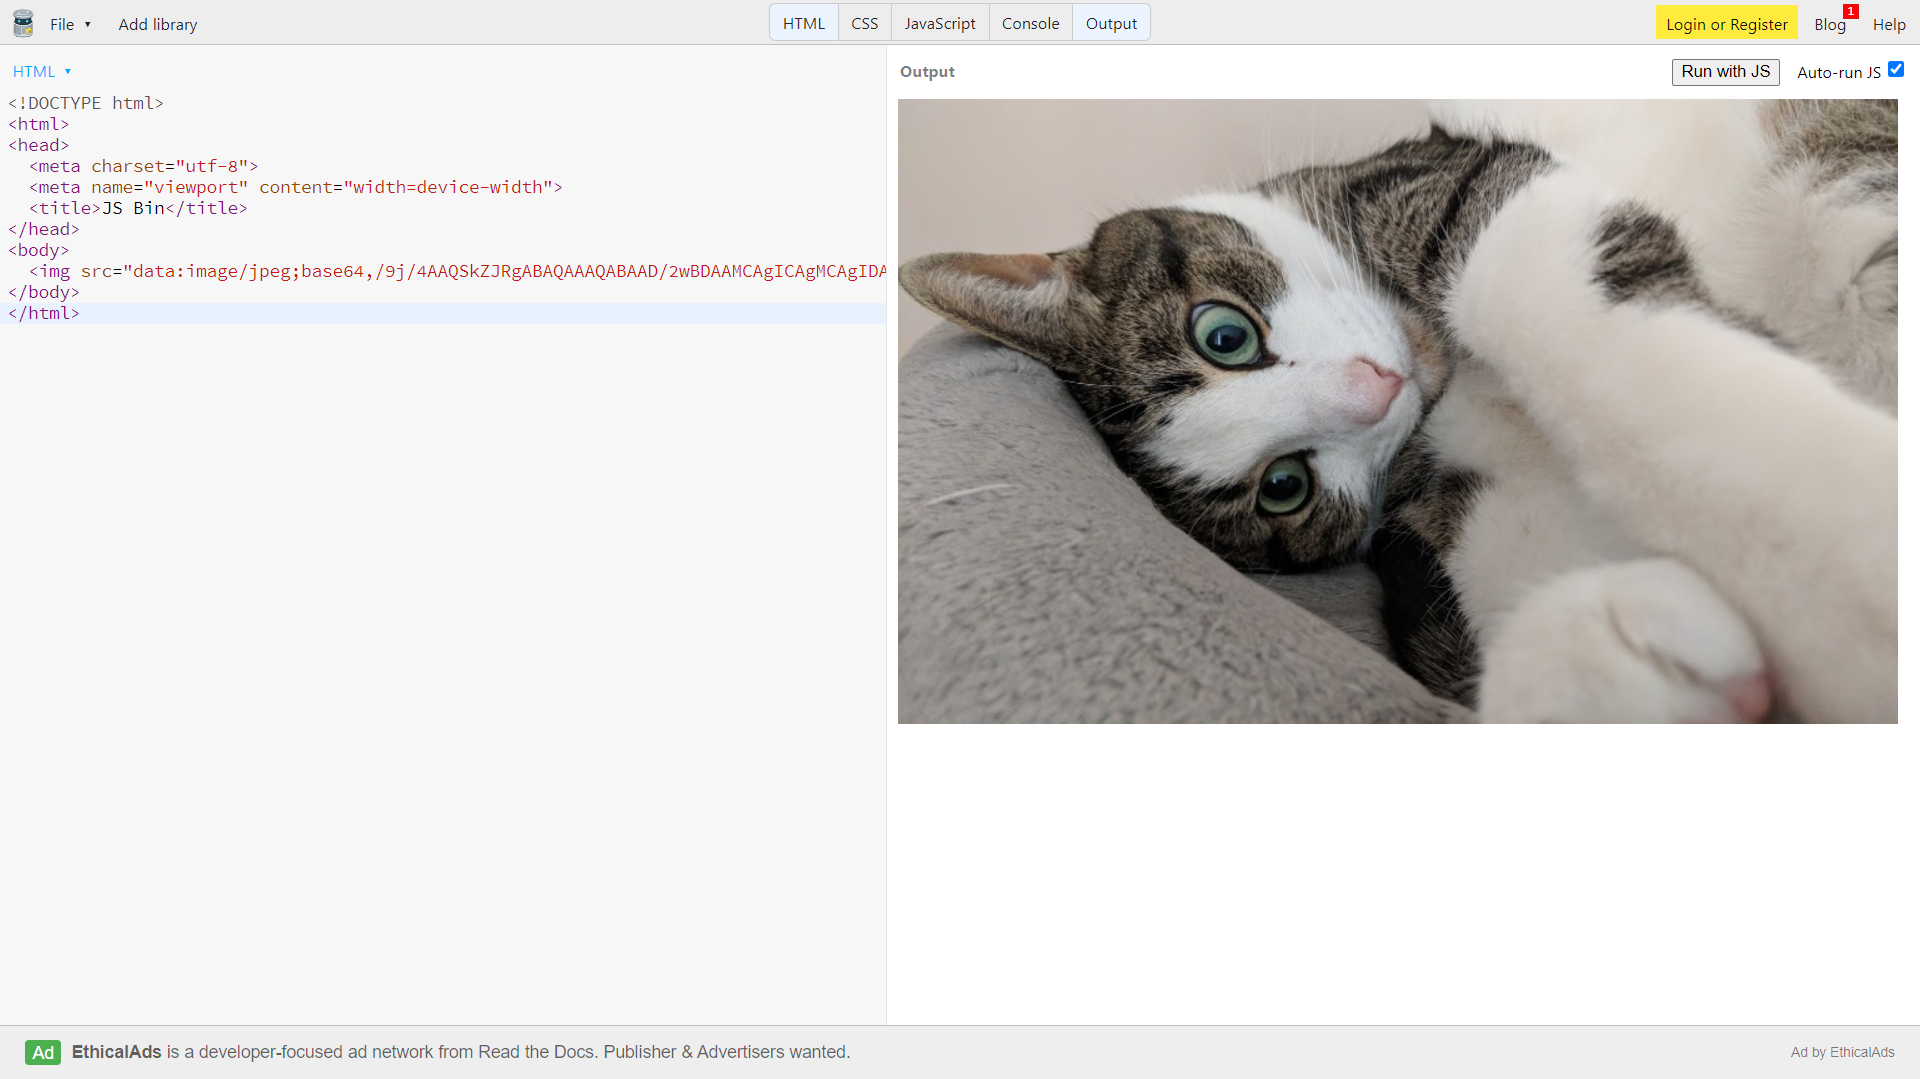 File ▾ Add library HTML CSS JavaScript Console Output Login or Register Blog 1 Help
HTML ▾
<!DOCTYPE html>
<html>
<head>
  <meta charset="utf-8">
  <meta name="viewport" content="width=device-width">
  <title>JS Bin</title>
</head>
<body>
  <img src="data:image/jpeg;base64,/9j/4AAQSkZJRgABAQAAAQABAAD/2wBDAAMCAgICAgMCAgIDA
</body>
</html>
Output Run with JS Auto-run JS
Ad EthicalAds is a developer-focused ad network from Read the Docs. Publisher & Advertisers wanted. Ad by EthicalAds